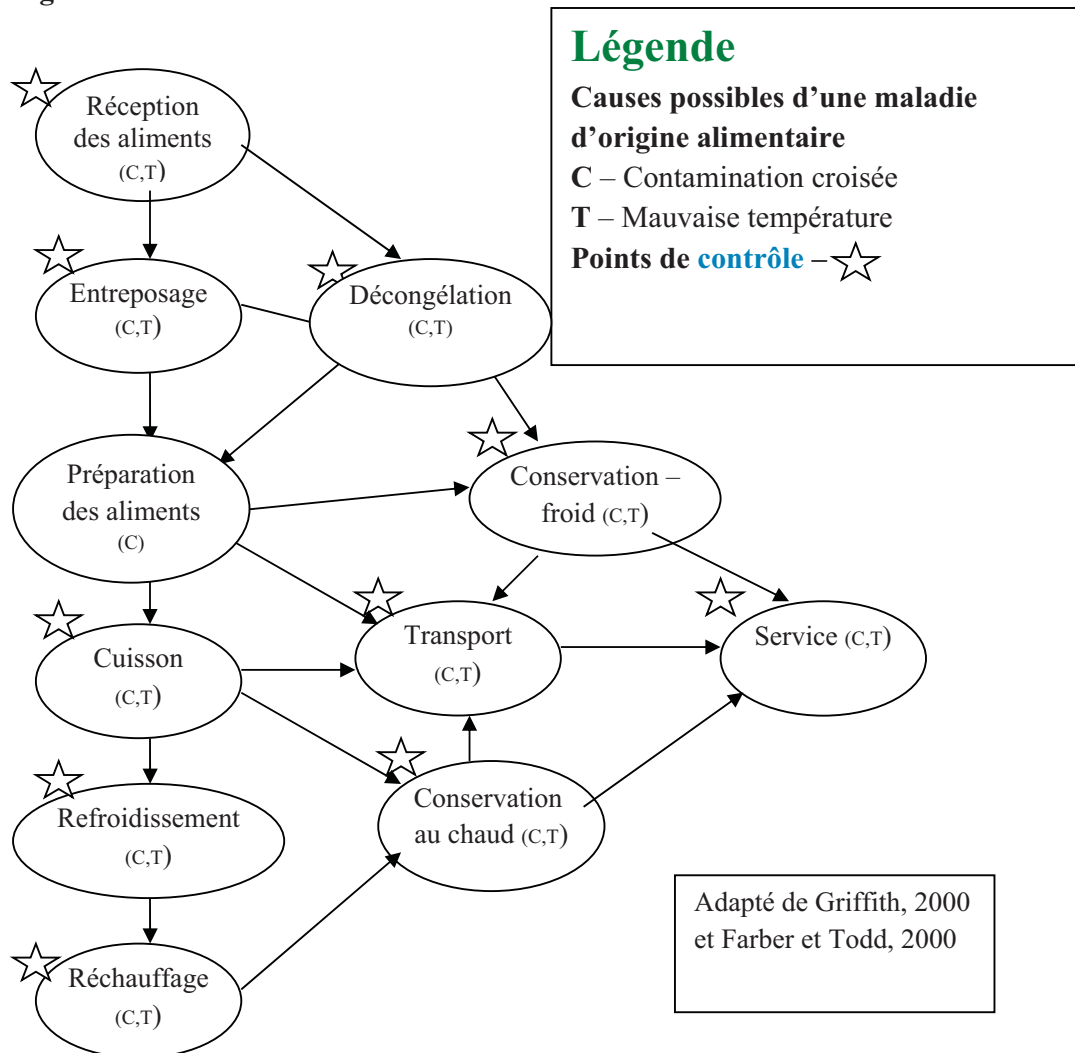 Légende
Causes possibles d’une maladie
d’origine alimentaire
C – Contamination croisée
T – Mauvaise température
Points de contrôle –
Réception
des aliments
(C,T)
Entreposage
(C,T)
Décongélation
(C,T)
Préparation
des aliments
(C)
Conservation –
froid (C,T)
Cuisson
(C,T)
Transport
(C,T)
Service (C,T)
Refroidissement
(C,T)
Conservation
au chaud (C,T)
Réchauffage
(C,T)
Adapté de Griffith, 2000
et Farber et Todd, 2000